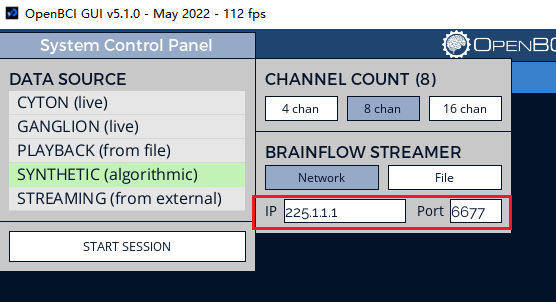 OpenBCI GUI v5.1.0 - May 2022 - 112 fps
System Control Panel
OPENBCI
DATA SOURCE
CYTON (live)
GANGLION (live)
PLAYBACK (from file)
SYNTHETIC (algorithmic)
STREAMING (from external)
START SESSION
CHANNEL COUNT (8)
4 chan 8 chan 16 chan
BRAINFLOW STREAMER
Network File
IP 225.1.1.1 Port 6677